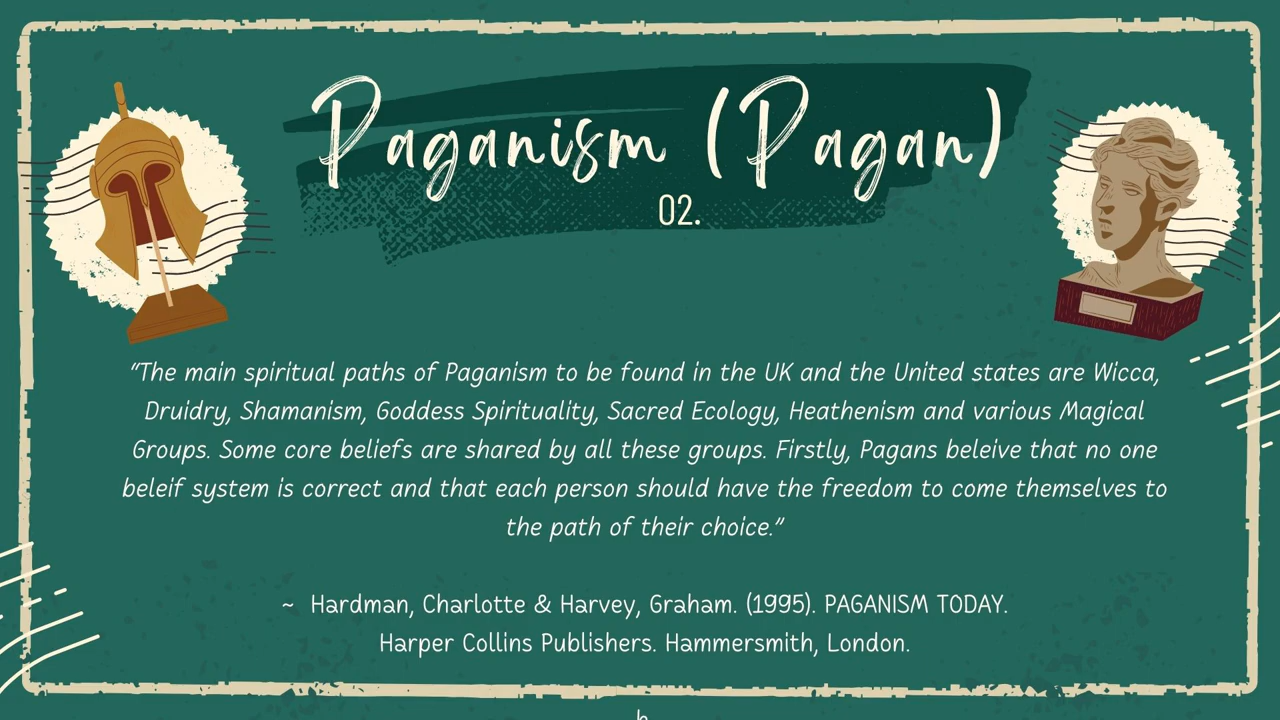 Paganism (Pagan)
02.
“The main spiritual paths of Paganism to be found in the UK and the United states are Wicca,
Druidry, Shamanism, Goddess Spirituality, Sacred Ecology, Heathenism and various Magical
Groups. Some core beliefs are shared by all these groups. Firstly, Pagans beleive that no one
beleif system is correct and that each person should have the freedom to come themselves to
the path of their choice.”
~ Hardman, Charlotte & Harvey, Graham. (1995). PAGANISM TODAY.
Harper Collins Publishers. Hammersmith, London.